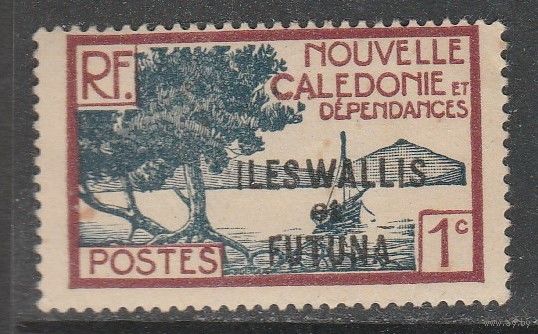 RF.
NOUVELLE
CALEDONIE ET
DÉPENDANCES
ILES WALLIS
et
FUTUNA
POSTES
1c